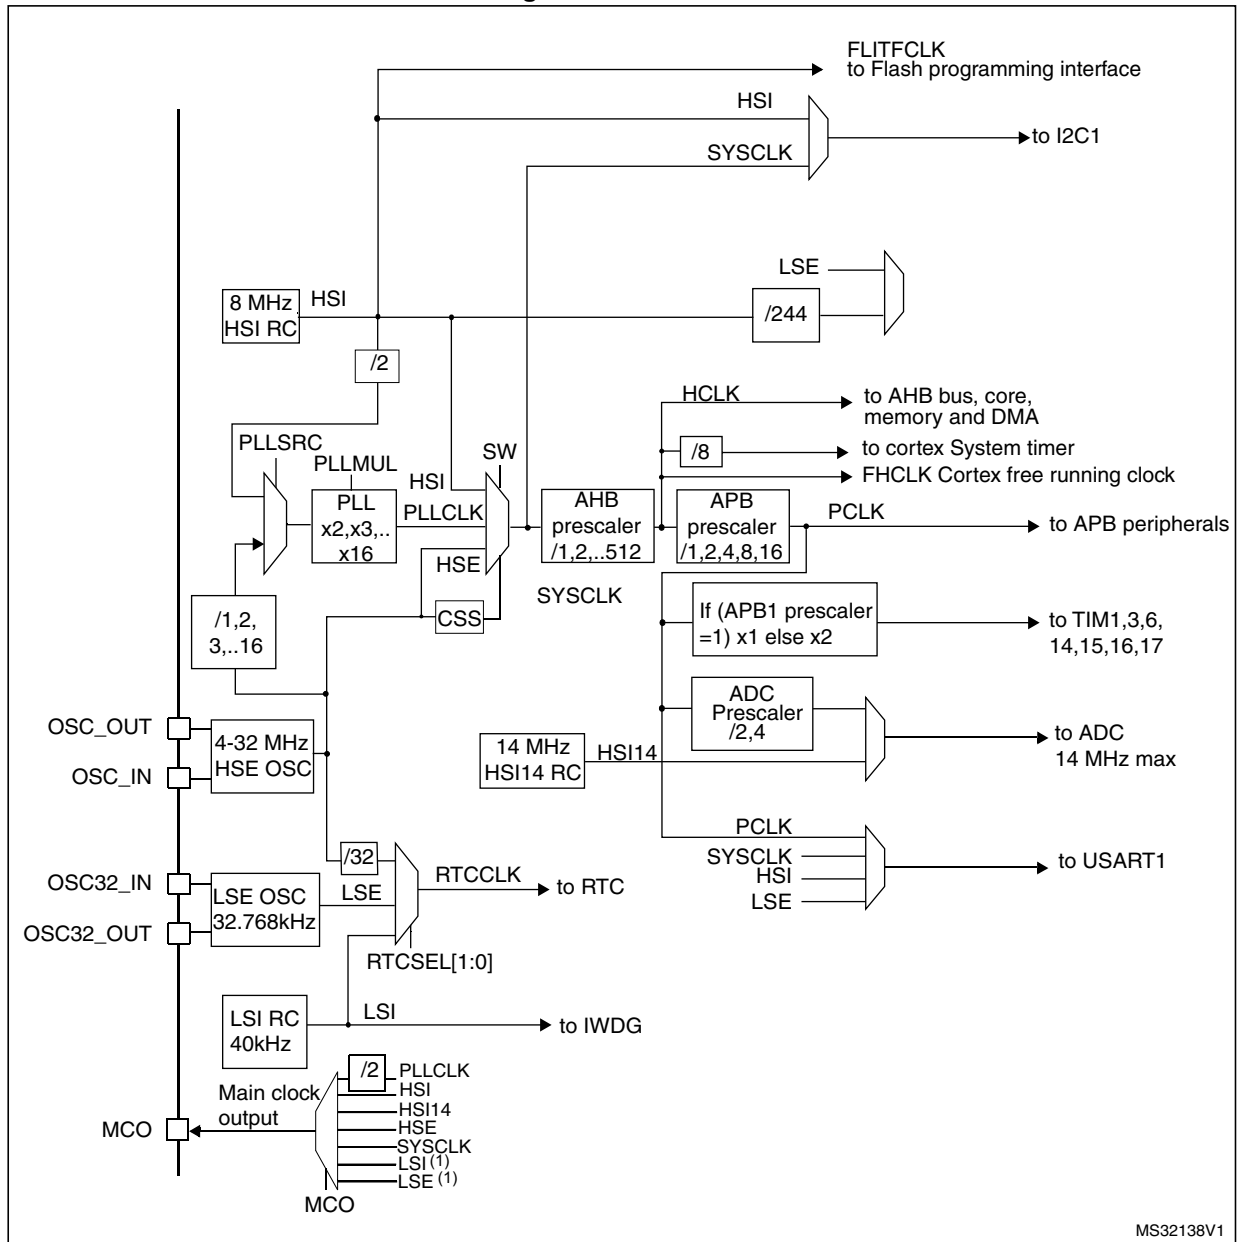 FLITFCLK
to Flash programming interface
HSI
to I2C1
SYSCLK
LSE
8 MHz
HSI RC
HSI
/244
/2
HCLK
to AHB bus, core,
memory and DMA
PLLSRC
SW
/8
to cortex System timer
PLLMUL
HSI
FHCLK Cortex free running clock
PLL
x2,x3,..
x16
PLLCLK
AHB
prescaler
/1,2,..512
APB
prescaler
/1,2,4,8,16
PCLK
to APB peripherals
HSE
SYSCLK
/1,2,
3,..16
CSS
If (APB1 prescaler
=1) x1 else x2
to TIM1,3,6,
14,15,16,17
OSC_OUT
OSC_IN
4-32 MHz
HSE OSC
ADC
Prescaler
/2,4
14 MHz
HSI14 RC
HSI14
to ADC
14 MHz max
PCLK
SYSCLK
HSI
LSE
to USART1
/32
OSC32_IN
OSC32_OUT
LSE OSC
32.768kHz
LSE
RTCCLK
to RTC
RTCSEL[1:0]
LSI RC
40kHz
LSI
to IWDG
/2
PLLCLK
HSI
HSI14
HSE
SYSCLK
LSI (1)
LSE (1)
Main clock
output
MCO
MCO
MS32138V1